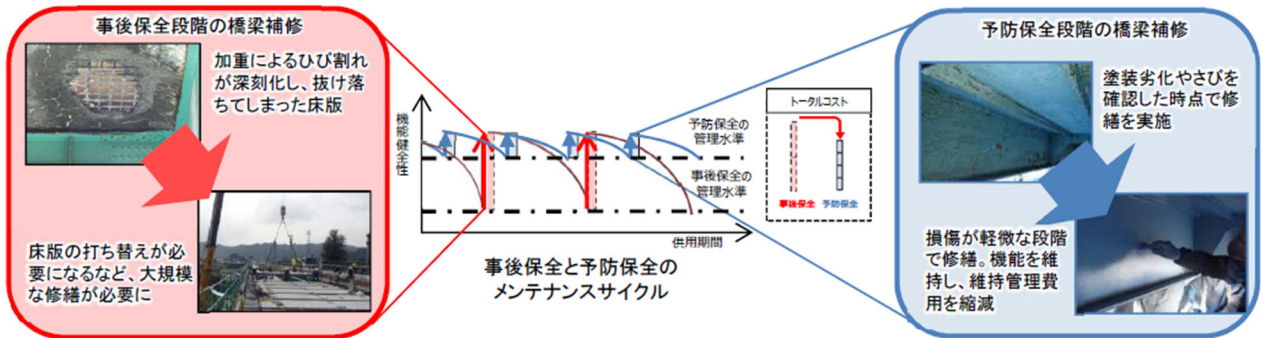 事後保全段階の橋梁補修
加重によるひび割れ
が深刻化し、抜け落
ちてしまった床版
床版の打ち替えが必
要になるなど、大規模
な修繕が必要に
機能健全性
予防保全の
管理水準
事後保全の
管理水準
供用期間
事後保全と予防保全の
メンテナンスサイクル
トータルコスト
事後保全
予防保全
予防保全段階の橋梁補修
塗装劣化やさびを
確認した時点で修
繕を実施
損傷が軽微な段階
で修繕。機能を維
持し、維持管理費
用を縮減